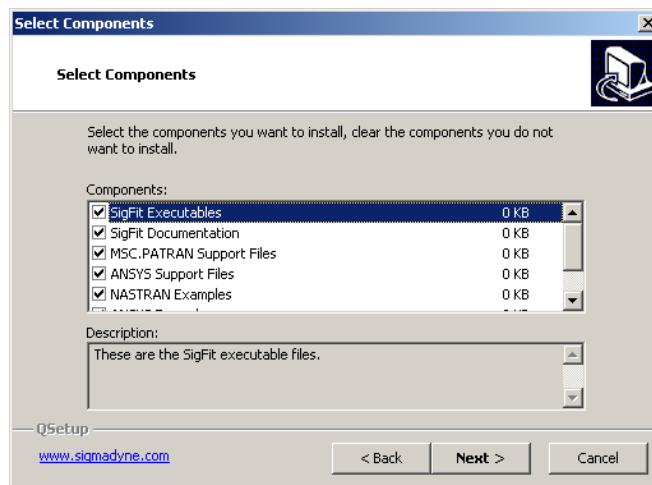 Select Components
Select Components
Select the components you want to install, clear the components you do not
want to install.
Components:
SigFit Executables 0 KB
SigFit Documentation 0 KB
MSC.PATRAN Support Files 0 KB
ANSYS Support Files 0 KB
NASTRAN Examples 0 KB
Description:
These are the SigFit executable files.
QSetup
www.sigmadyne.com
< Back Next > Cancel